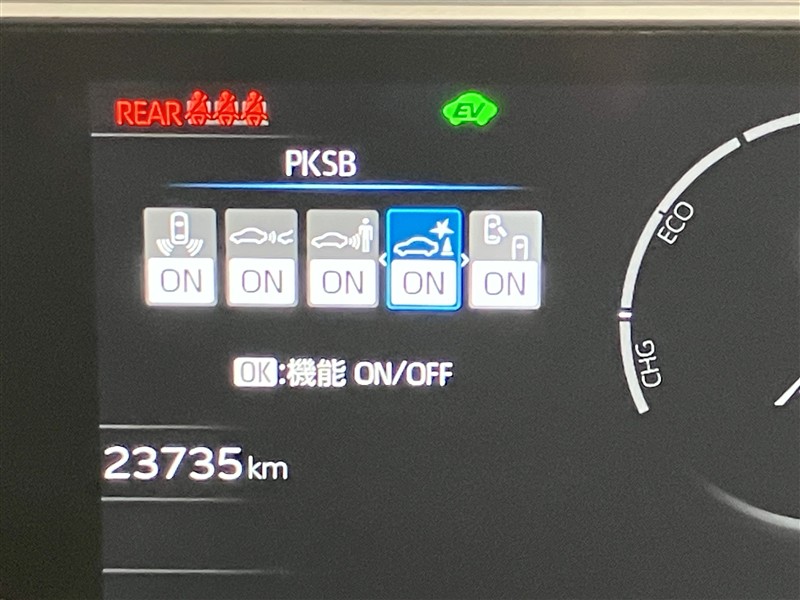 REAR
EV
PKSB
ON ON ON ON ON
OK:機能 ON/OFF
23735km
ECO
CHG